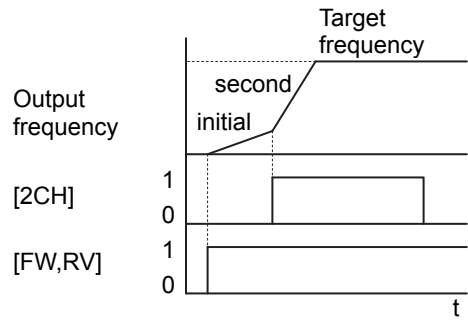 Target
frequency
second
Output
frequency
initial
[2CH]
1
0
[FW,RV]
1
0
t